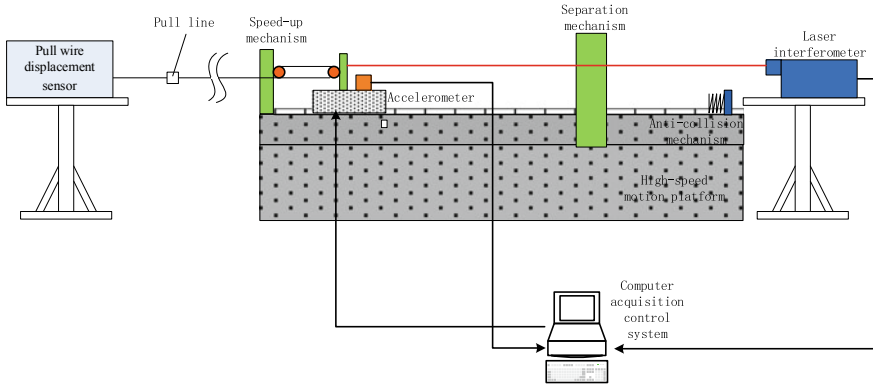 Pull line
Speed-up
mechanism
Separation
mechanism
Laser
interferometer
Pull wire
displacement
sensor
Accelerometer
Anti-collision
mechanism
High-speed
motion platform
Computer
acquisition
control
system